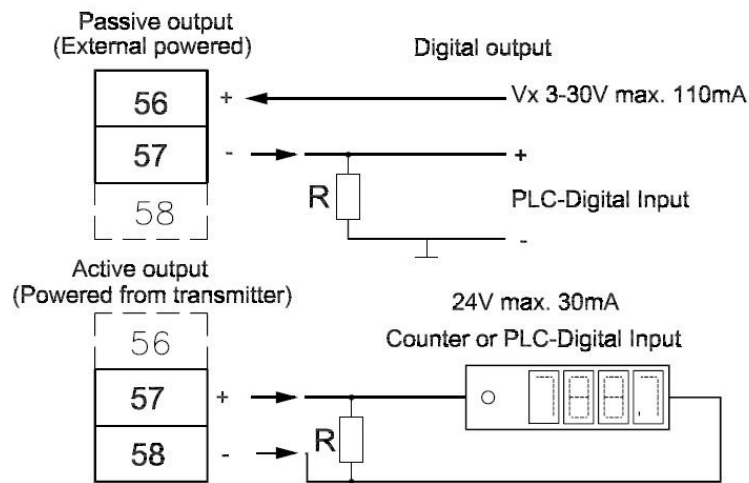 Passive output
(External powered)
Digital output
56
+
Vx 3-30V max. 110mA
57
-
+
R
PLC-Digital Input
58
-
Active output
(Powered from transmitter)
24V max. 30mA
56
Counter or PLC-Digital Input
57
+
R
58
-